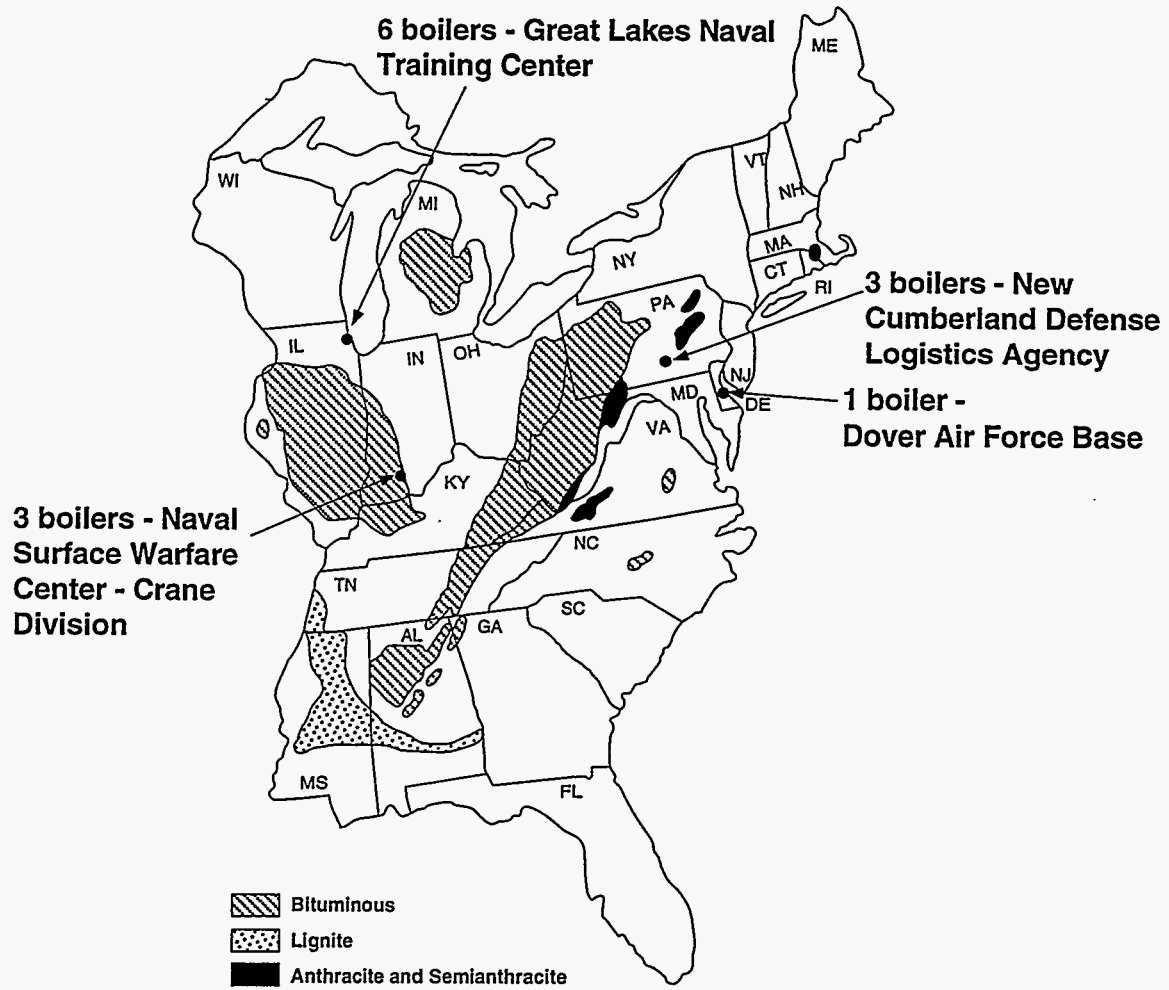 6 boilers - Great Lakes Naval
Training Center
ME
WI
VT
NH
MI
MA
NY
CT
RI
PA
3 boilers - New
Cumberland Defense
Logistics Agency
IL
IN
OH
NJ
MD
DE
1 boiler -
Dover Air Force Base
VA
KY
3 boilers - Naval
Surface Warfare
Center - Crane
Division
NC
TN
SC
GA
AL
MS
FL
Bituminous
Lignite
Anthracite and Semianthracite